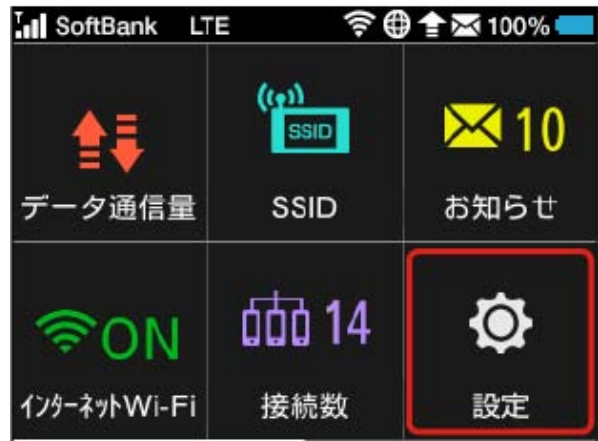 SoftBank LTE 100%
SSID
10
データ通信量
SSID
お知らせ
ON
14
インターネットWi-Fi
接続数
設定